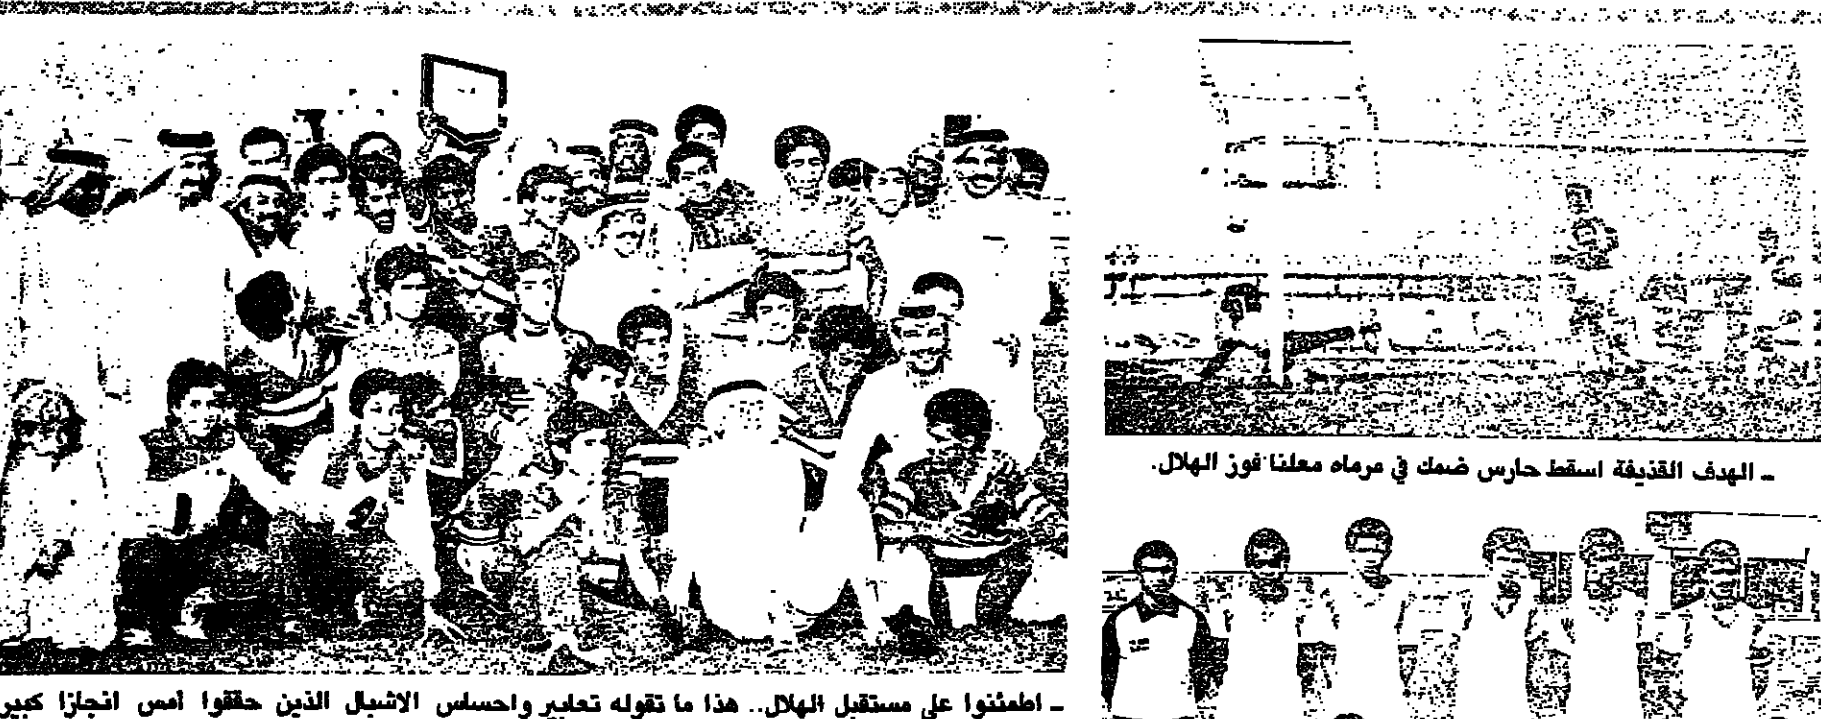 ـ الهدف القذيفة اسقط حارس ضمك في مرماه معلنا فوز الهلال.
ـ اطمئنوا على مستقبل الهلال.. هذا ما تقوله تعابير واحساس الاشبال الذين حققوا أمس انجازا كبير